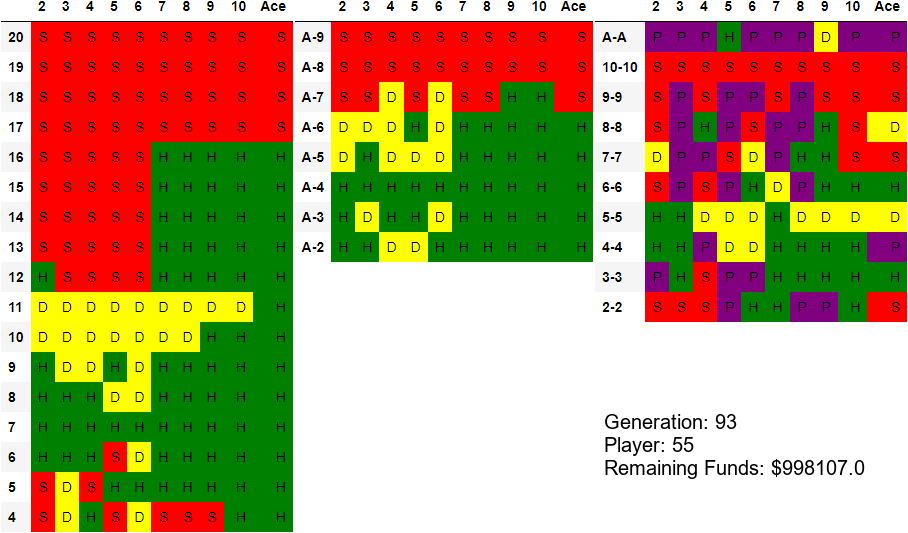 2 3 4 5 6 7 8 9 10 Ace
20 S S S S S S S S S S
19 S S S S S S S S S S
18 S S S S S S S S S S
17 S S S S S S S S S S
16 S S S S S H H H H H
15 S S S S S H H H H H
14 S S S S S H H H H H
13 S S S S S H H H H H
12 H S S S S H H H H H
11 D D D D D D D D D H
10 D D D D D D D H H H
9 H D D H D H H H H H
8 H H H D D H H H H H
7 H H H H H H H H H H
6 H H H S D H H H H H
5 S D S H H H H H H H
4 S D H S D S S S H H
2 3 4 5 6 7 8 9 10 Ace
A-9 S S S S S S S S S S
A-8 S S S S S S S S S S
A-7 S S D S D S S H H S
A-6 D D D H D H H H H H
A-5 D H D D D H H H H H
A-4 H H H H H H H H H H
A-3 H D H H D H H H H H
A-2 H H D D H H H H H H
2 3 4 5 6 7 8 9 10 Ace
A-A P P P H P P P D P P
10-10 S S S S S S S S S S
9-9 S P S P P S P S S S
8-8 S P H P S P P H S D
7-7 D P P S D P H H S S
6-6 S P S P H D P H H H
5-5 H H D D D H D D D D
4-4 H H P D D H H H H P
3-3 P H S P P H H H H H
2-2 S S S P H H P P H S
Generation: 93
Player: 55
Remaining Funds: $998107.0